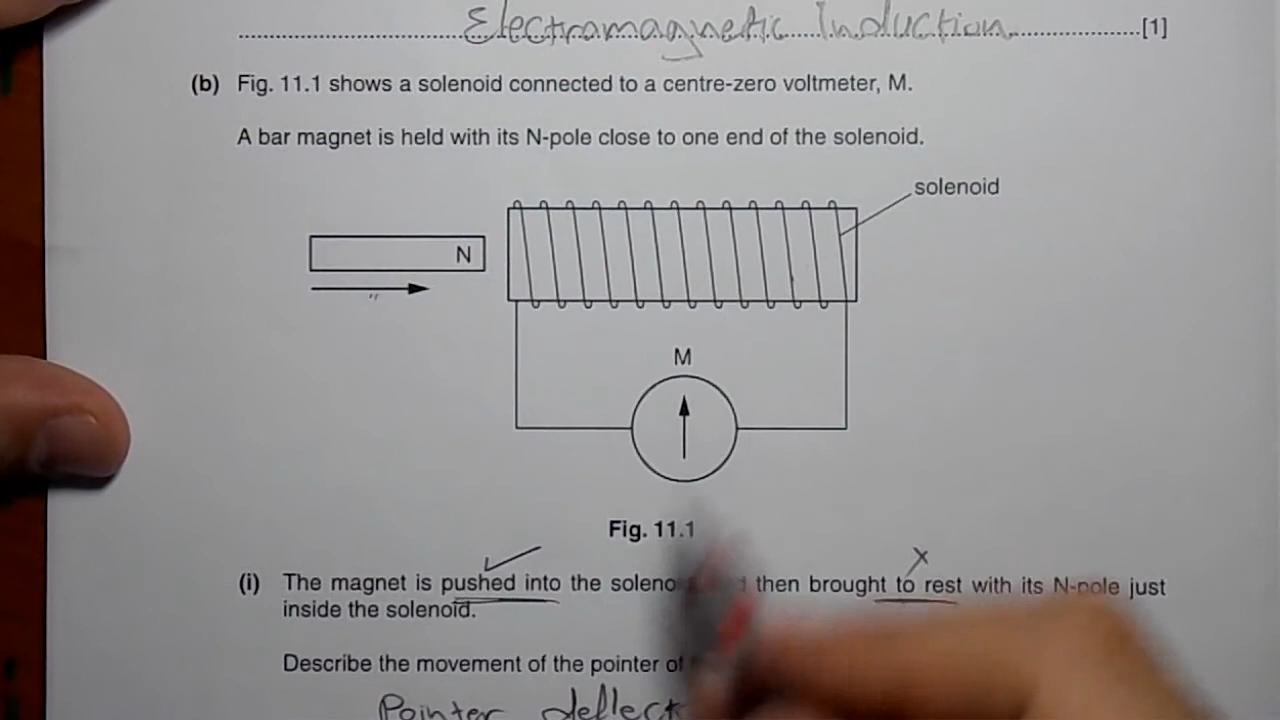 Electromagnetic Induction [1]
(b) Fig. 11.1 shows a solenoid connected to a centre-zero voltmeter, M.
A bar magnet is held with its N-pole close to one end of the solenoid.
solenoid
N
M
Fig. 11.1
(i) The magnet is pushed into the then brought to rest with its N-pole just
inside the solenoid.
Describe the movement of the pointer of
Pointer